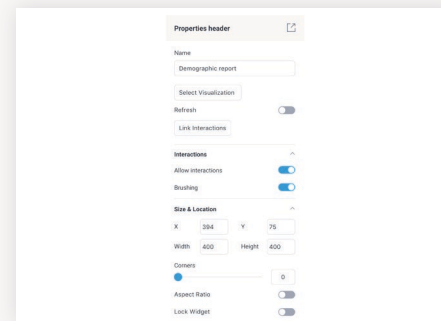 Properties header
Name
Demographic report
Select Visualization
Refresh
Link Interactions
Interactions
Allow interactions
Brushing
Size & Location
X 394 Y 75
Width 400 Height 400
Corners
0
Aspect Ratio
Lock Widget